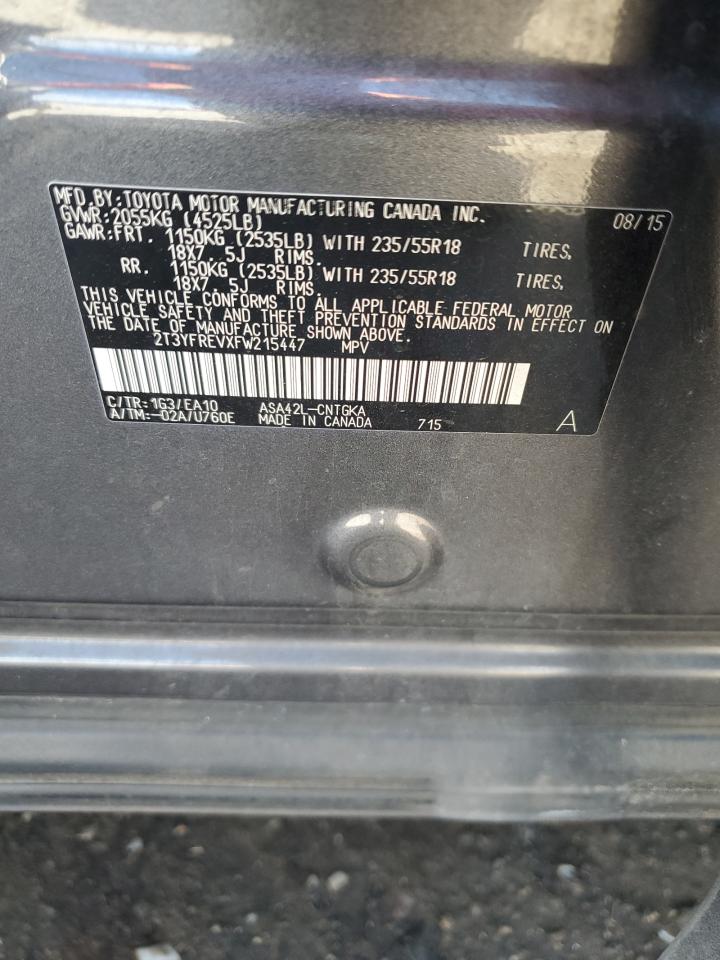 MFD.BY:TOYOTA MOTOR MANUFACTURING CANADA INC. 08/15
GVWR:2055KG (4525LB)
GAWR:FRT. 1150KG (2535LB) WITH 235/55R18 TIRES,
18X7.5J RIMS.
RR. 1150KG (2535LB) WITH 235/55R18 TIRES,
18X7.5J RIMS.
THIS VEHICLE CONFORMS TO ALL APPLICABLE FEDERAL MOTOR
VEHICLE SAFETY AND THEFT PREVENTION STANDARDS IN EFFECT ON
THE DATE OF MANUFACTURE SHOWN ABOVE.
2T3YFREVXFW215447 MPV
C/TR:1G3/EA10 ASA42L-CNTGKA
A/TM:-02A/U760E MADE IN CANADA 715 A